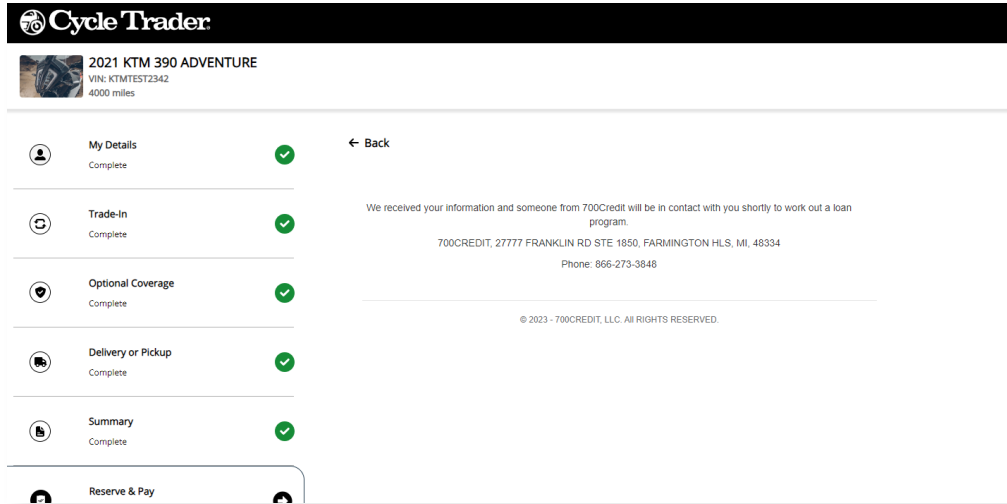 Cycle Trader
2021 KTM 390 ADVENTURE
VIN: KTMTEST2342
4000 miles
My Details
Complete
Trade-In
Complete
Optional Coverage
Complete
Delivery or Pickup
Complete
Summary
Complete
Reserve & Pay
← Back
We received your information and someone from 700Credit will be in contact with you shortly to work out a loan
program.
700CREDIT, 27777 FRANKLIN RD STE 1850, FARMINGTON HLS, MI, 48334
Phone: 866-273-3848
© 2023 - 700CREDIT, LLC. All RIGHTS RESERVED.